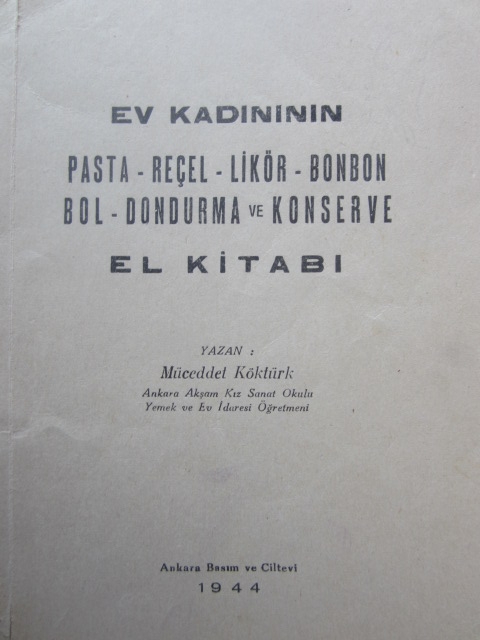 EV KADINININ
PASTA - REÇEL - LİKÖR - BONBON
BOL - DONDURMA VE KONSERVE
EL KİTABI
YAZAN :
Müceddet Köktürk
Ankara Akşam Kız Sanat Okulu
Yemek ve Ev İdaresi Öğretmeni
Ankara Basım ve Ciltevi
1944